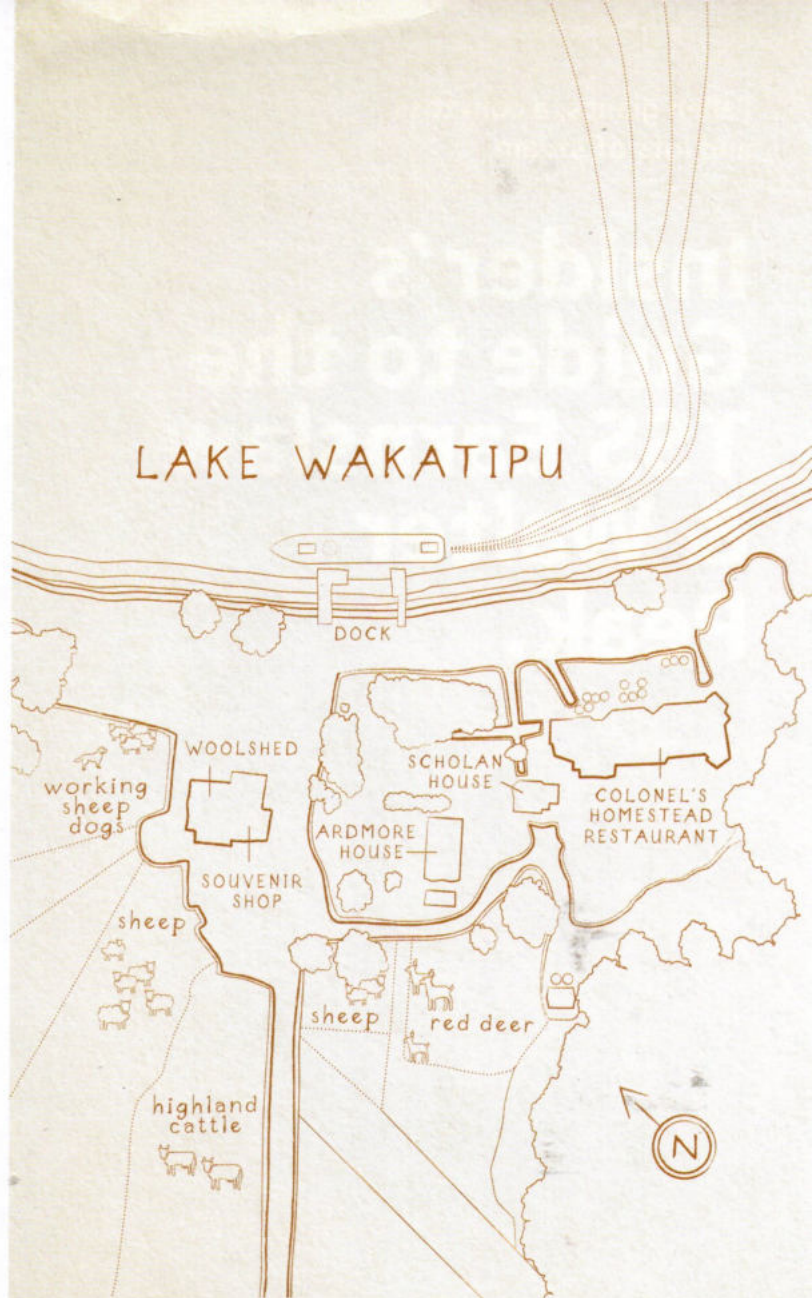 LAKE WAKATIPU
DOCK
WOOLSHED
working
sheep
dogs
SOUVENIR
SHOP
SCHOLAN
HOUSE
ARDMORE
HOUSE
COLONEL'S
HOMESTEAD
RESTAURANT
sheep
sheep
red deer
highland
cattle
N